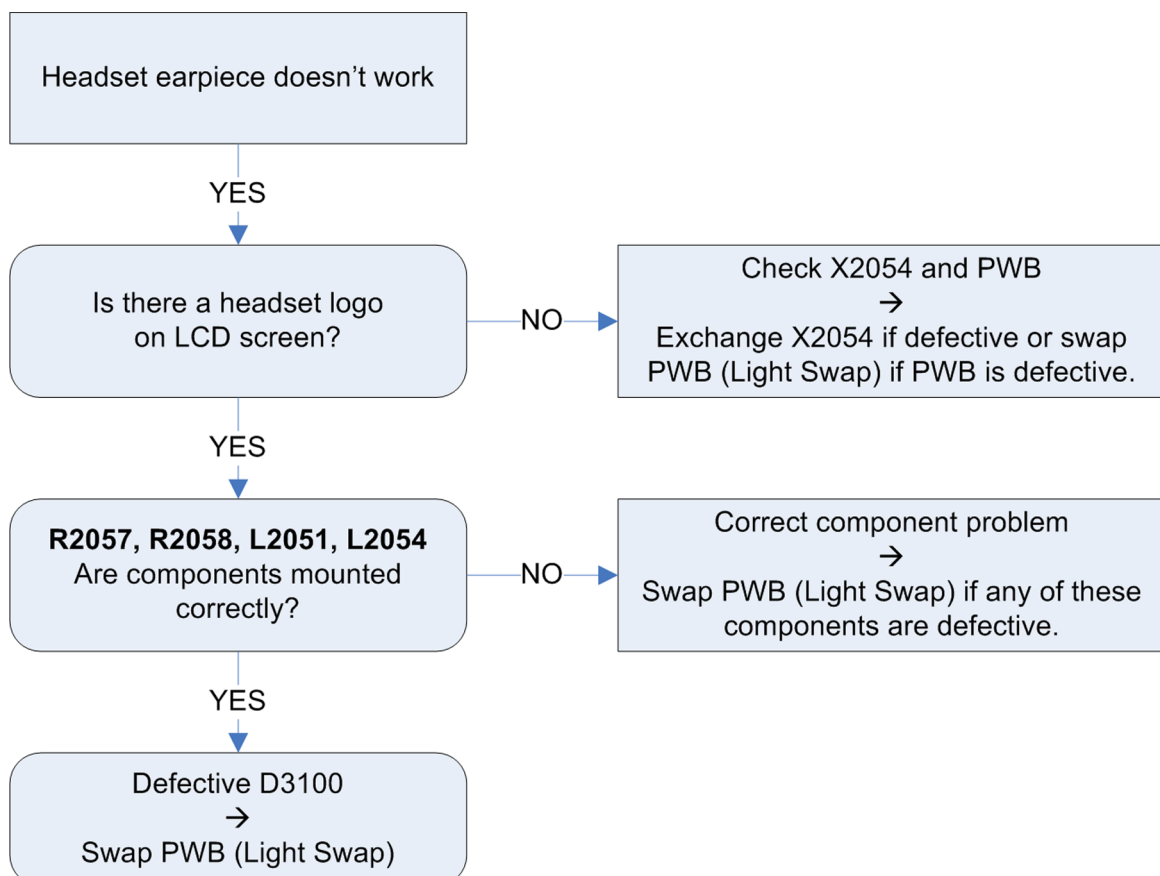 Headset earpiece doesn’t work
YES
Is there a headset logo
on LCD screen?
NO
Check X2054 and PWB
→
Exchange X2054 if defective or swap
PWB (Light Swap) if PWB is defective.
YES
R2057, R2058, L2051, L2054
Are components mounted
correctly?
NO
Correct component problem
→
Swap PWB (Light Swap) if any of these
components are defective.
YES
Defective D3100
→
Swap PWB (Light Swap)